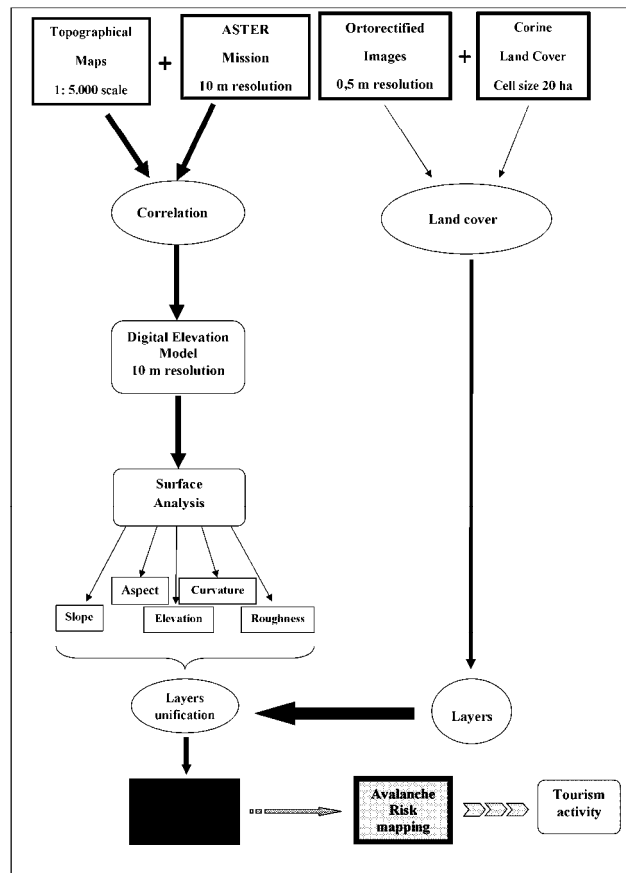 Topographical
Maps
1: 5.000 scale
+
ASTER
Mission
10 m resolution
Ortorectified
Images
0,5 m resolution
+
Corine
Land Cover
Cell size 20 ha
Correlation
Land cover
Digital Elevation
Model
10 m resolution
Surface
Analysis
Aspect
Curvature
Slope
Elevation
Roughness
Layers
unification
Layers
Avalanche
Risk
mapping
Tourism
activity